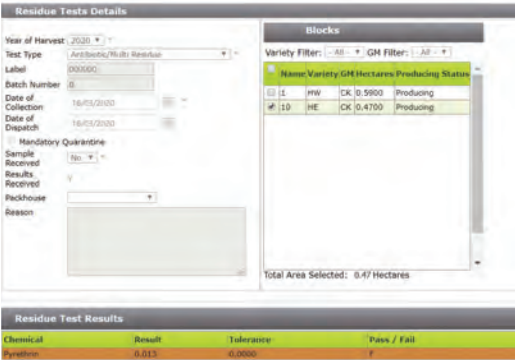 Residue Tests Details
Year of Harvest 2020 *
Test Type Antibiotic/Multi Residue *
Label 000000
Batch Number 0
Date of Collection 16/03/2020 *
Date of Dispatch 16/03/2020
Mandatory Quarantine
Sample Received No *
Results Received Y
Packhouse
Reason
Blocks
Variety Filter: - All - GM Filter: - All -
Name Variety GM Hectares Producing Status
1 HW CK 0.5900 Producing
10 HE CK 0.4700 Producing
Total Area Selected: 0.47 Hectares
Residue Test Results
Chemical Result Tolerance Pass / Fail
Pyrethrin 0.013 0.0000 F